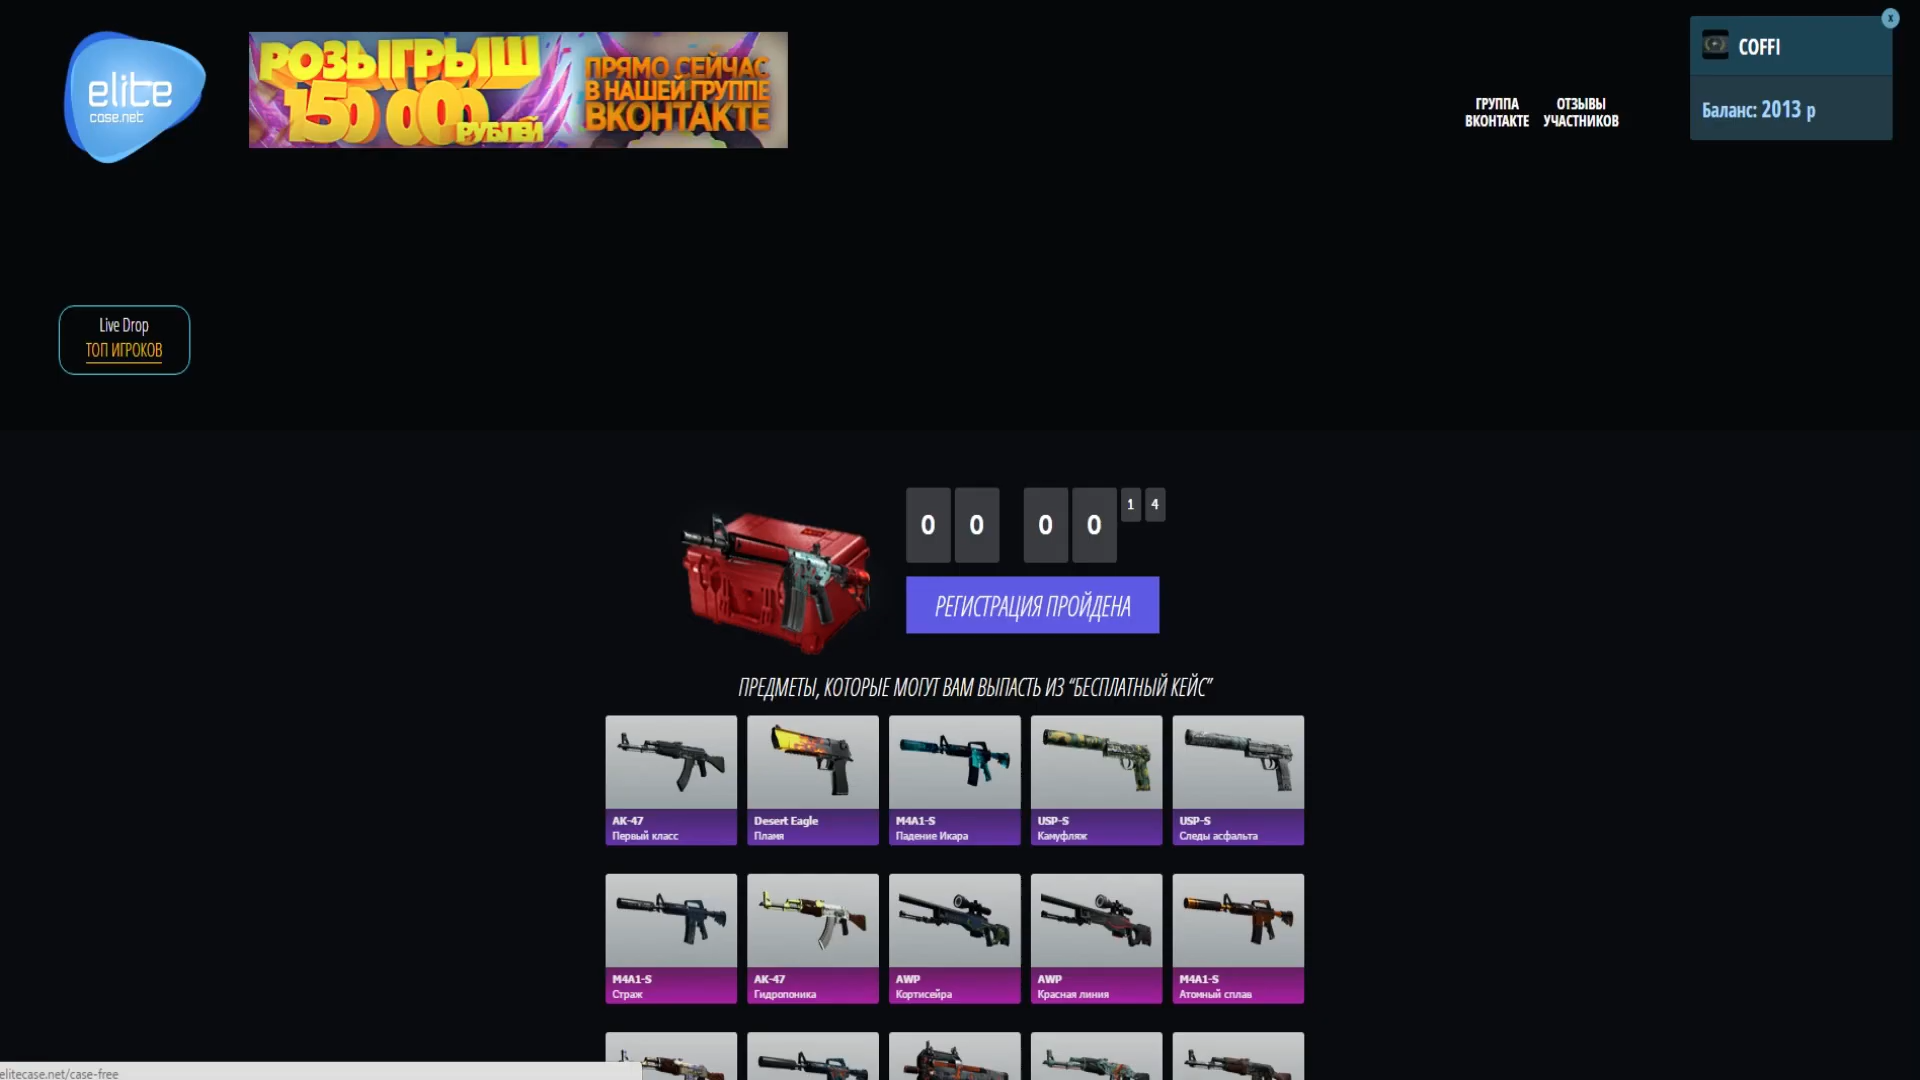 elite
case.net
РОЗЫГРЫШ
150 000
РУБЛЕЙ
ПРЯМО СЕЙЧАС
В НАШЕЙ ГРУППЕ
ВКОНТАКТЕ
ГРУППА
ВКОНТАКТЕ
ОТЗЫВЫ
УЧАСТНИКОВ
x
COFFI
Баланс: 2013 р
Live Drop
ТОП ИГРОКОВ
0 0 0 0 1 4
РЕГИСТРАЦИЯ ПРОЙДЕНА
ПРЕДМЕТЫ, КОТОРЫЕ МОГУТ ВАМ ВЫПАСТЬ ИЗ “БЕСПЛАТНЫЙ КЕЙС”
AK-47
Первый класс
Desert Eagle
Пламя
M4A1-S
Падение Икара
USP-S
Камуфляж
USP-S
Следы асфальта
M4A1-S
Страж
AK-47
Гидропоника
AWP
Кортисейра
AWP
Красная линия
M4A1-S
Атомный сплав
elitecase.net/case-free